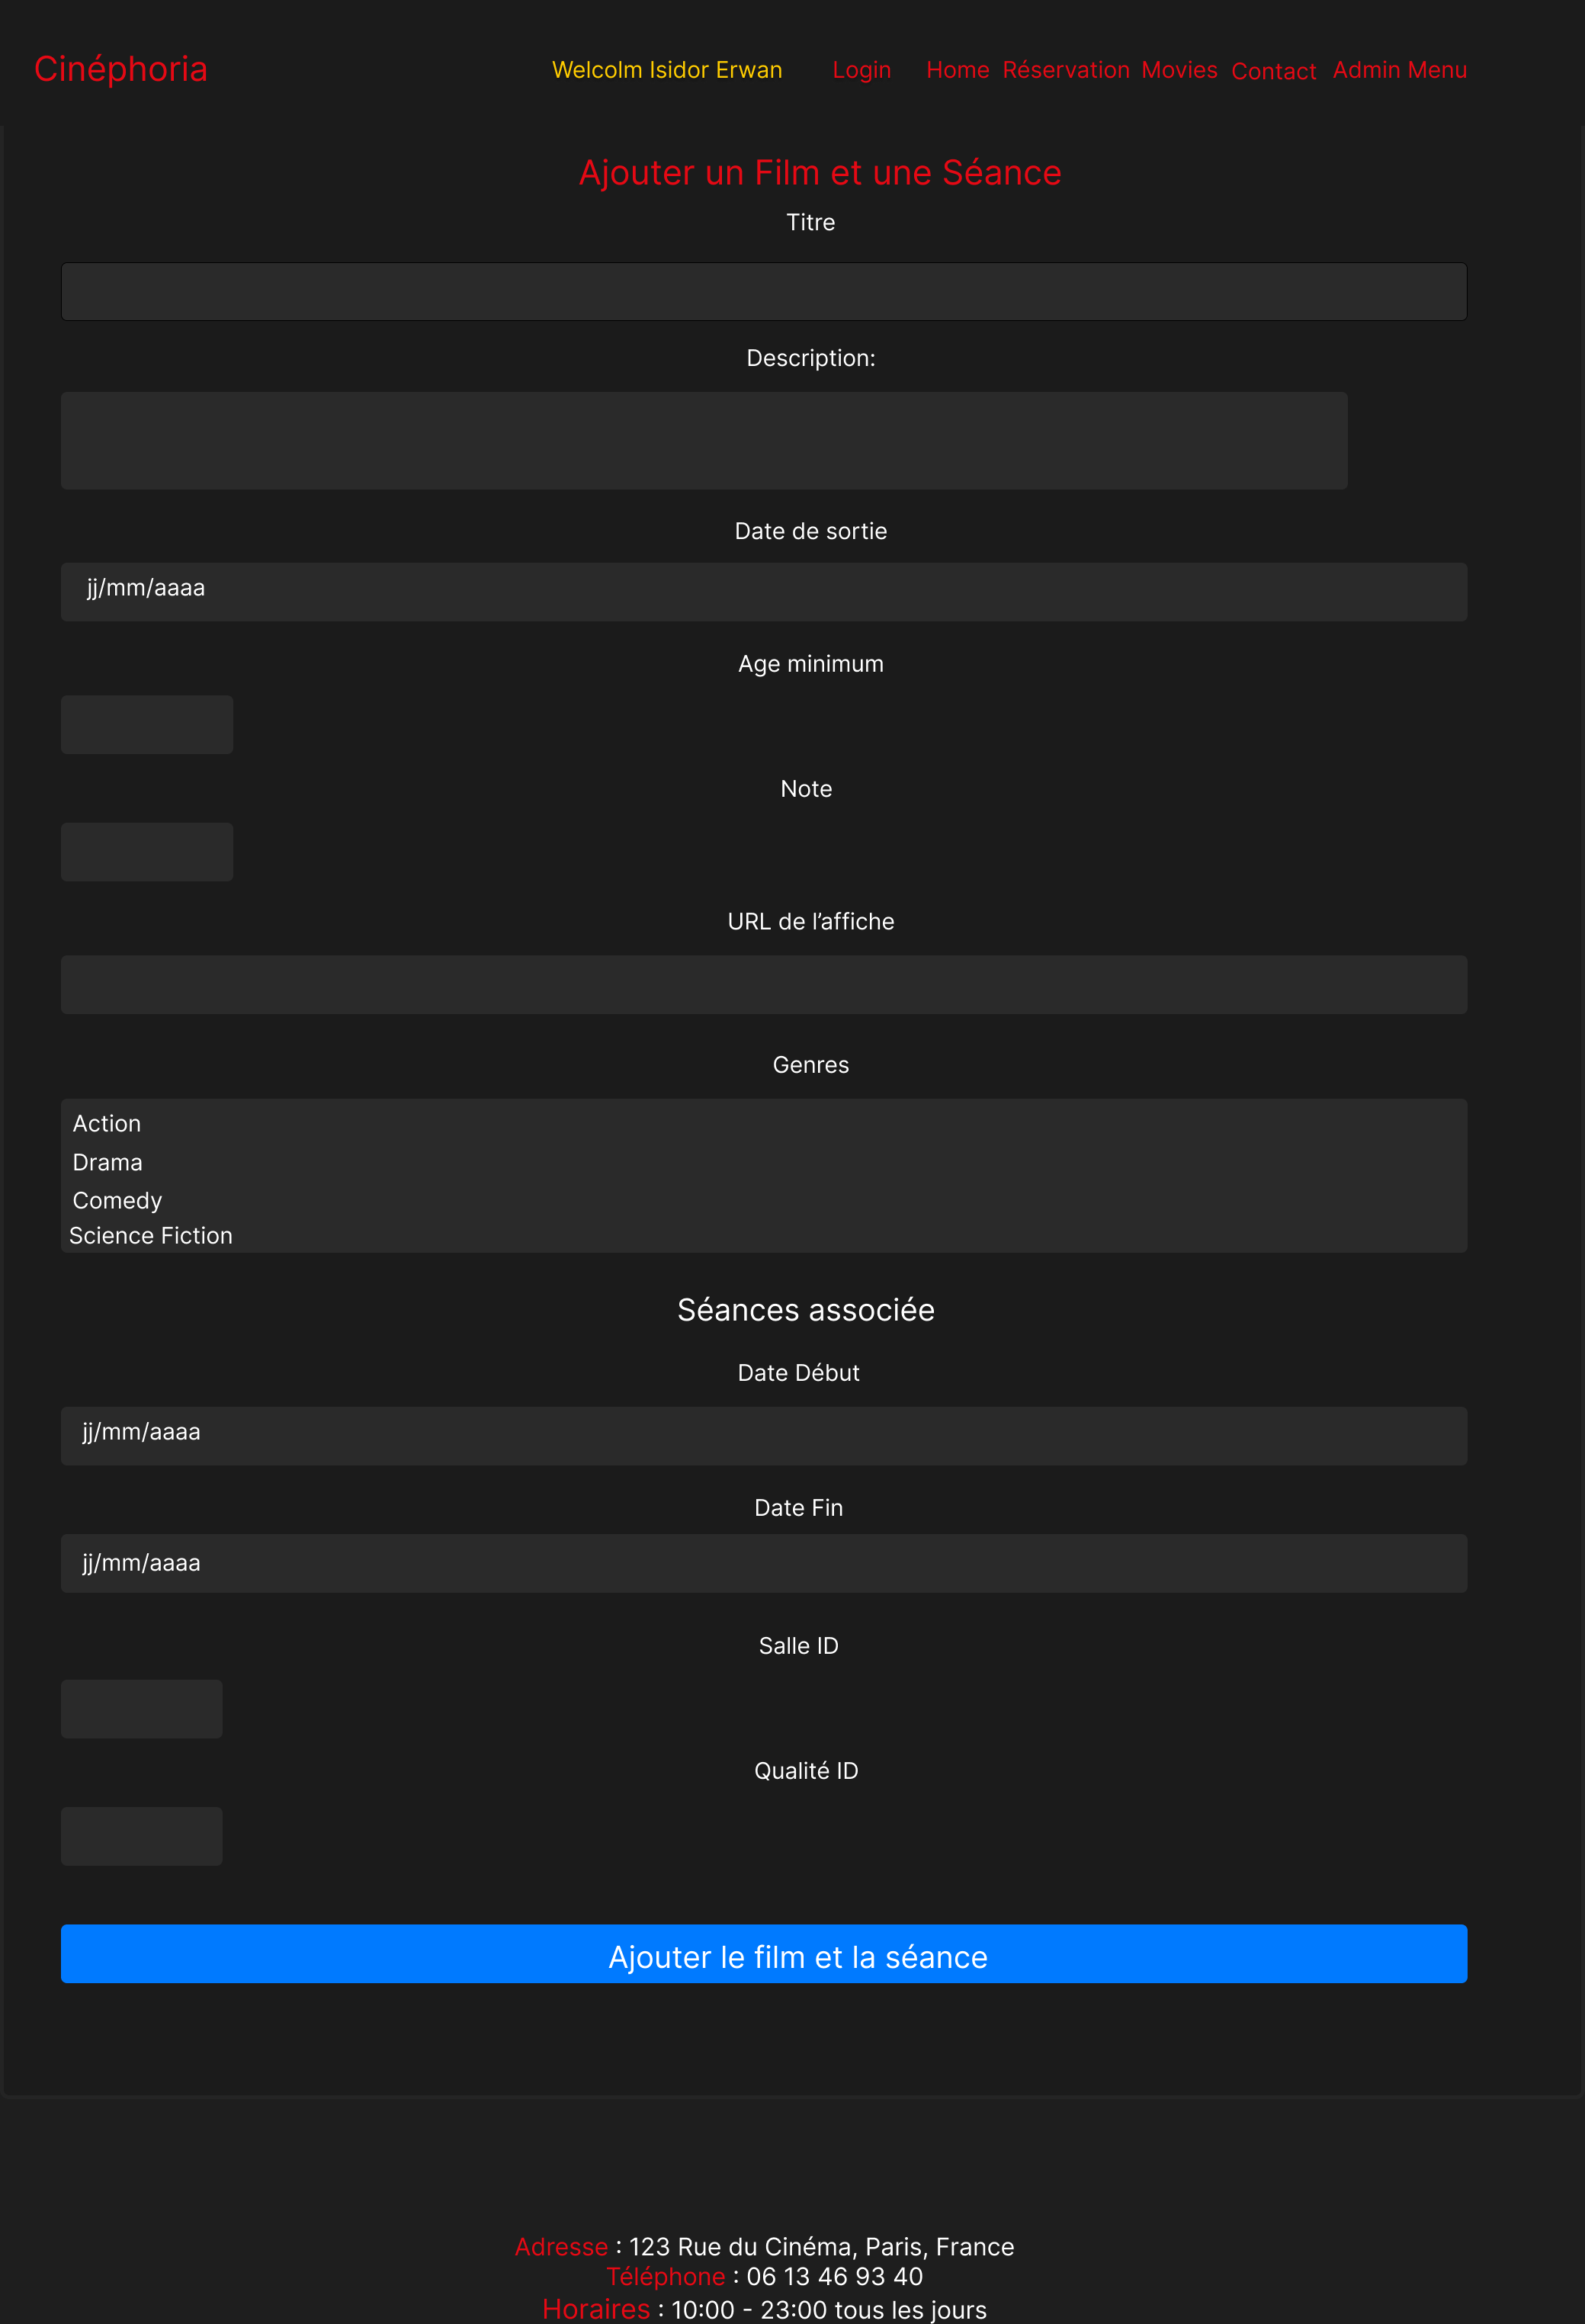 Cinéphoria
Welcolm Isidor Erwan Login Home Réservation Movies Contact Admin Menu
Ajouter un Film et une Séance
Titre
Description:
Date de sortie
jj/mm/aaaa
Age minimum
Note
URL de l’affiche
Genres
Action
Drama
Comedy
Science Fiction
Séances associée
Date Début
jj/mm/aaaa
Date Fin
jj/mm/aaaa
Salle ID
Qualité ID
Ajouter le film et la séance
Adresse : 123 Rue du Cinéma, Paris, France
Téléphone : 06 13 46 93 40
Horaires : 10:00 - 23:00 tous les jours